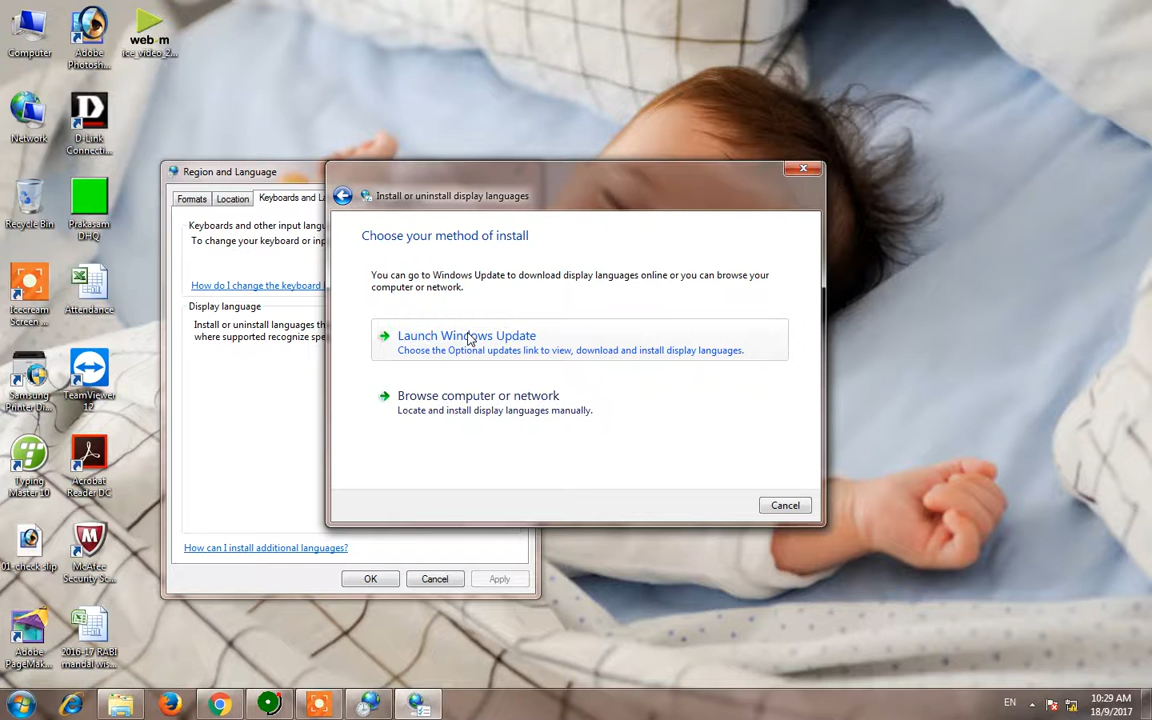 Computer
Adobe
Photosh...
web m
ice_video_2...
Network
D-Link
Connecti...
Recycle Bin
Prakasam
DHQ
Icecream
Screen ...
Attendance
Samsung
Printer Di...
TeamViewer
12
Typing
Master 10
Acrobat
Reader DC
01-check slip
McAfee
Security Sc...
Adobe
PageMak...
2016-17 RABI
mandal wis...
Region and Language
Formats
Location
Keyboards and La
Keyboards and other input langu
To change your keyboard or inp
How do I change the keyboard
Display language
Install or uninstall languages th
where supported recognize spe
How can I install additional languages?
OK
Cancel
Apply
Install or uninstall display languages
Choose your method of install
You can go to Windows Update to download display languages online or you can browse your
computer or network.
Launch Windows Update
Choose the Optional updates link to view, download and install display languages.
Browse computer or network
Locate and install display languages manually.
Cancel
EN
10:29 AM
18/9/2017